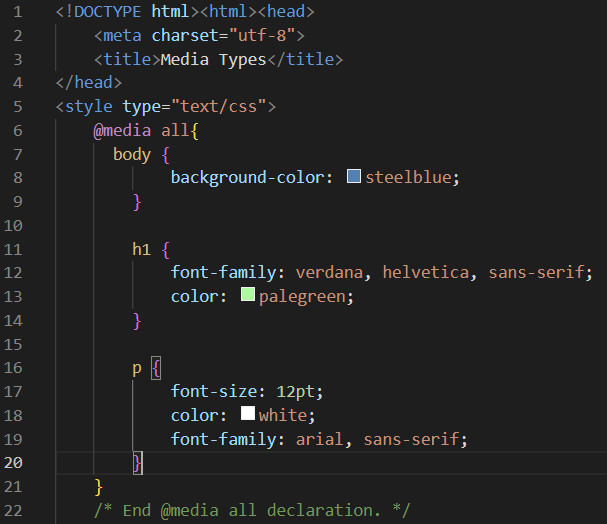 1 <!DOCTYPE html><html><head>
2     <meta charset="utf-8">
3     <title>Media Types</title>
4 </head>
5 <style type="text/css">
6     @media all{
7       body {
8             background-color: steelblue;
9         }
10
11         h1 {
12             font-family: verdana, helvetica, sans-serif;
13             color: palegreen;
14         }
15
16         p {
17             font-size: 12pt;
18             color: white;
19             font-family: arial, sans-serif;
20         }
21     }
22     /* End @media all declaration. */